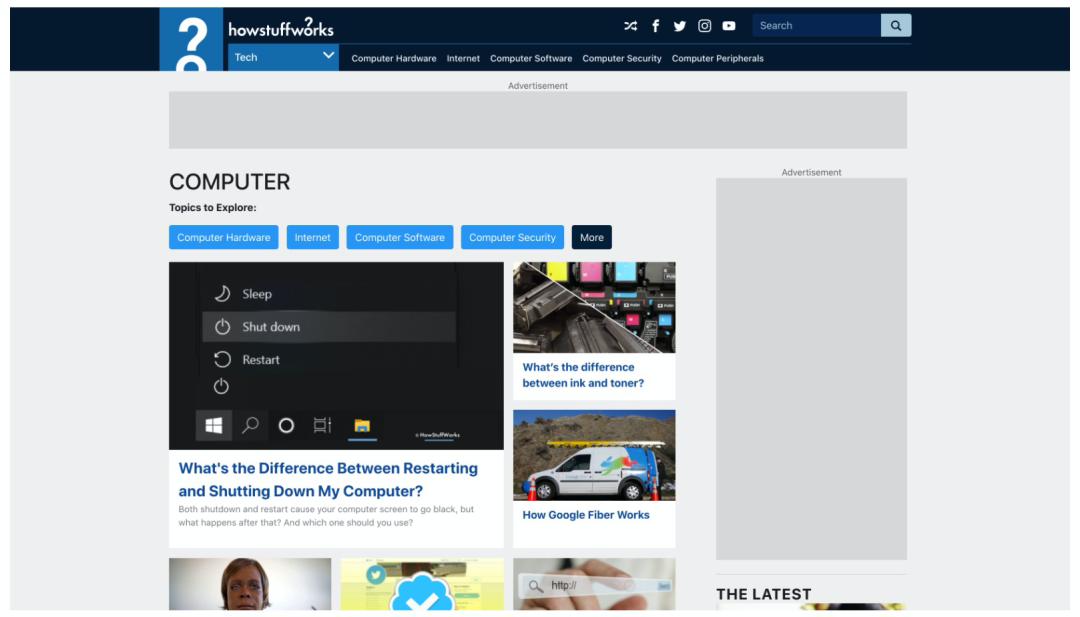 howstuffworks
Search
Tech
Computer Hardware Internet Computer Software Computer Security Computer Peripherals
Advertisement
COMPUTER
Topics to Explore:
Computer Hardware Internet Computer Software Computer Security More
Sleep
Shut down
Restart
© HowStuffWorks
What's the Difference Between Restarting
and Shutting Down My Computer?
Both shutdown and restart cause your computer screen to go black, but
what happens after that? And which one should you use?
What's the difference
between ink and toner?
How Google Fiber Works
http://
Advertisement
THE LATEST